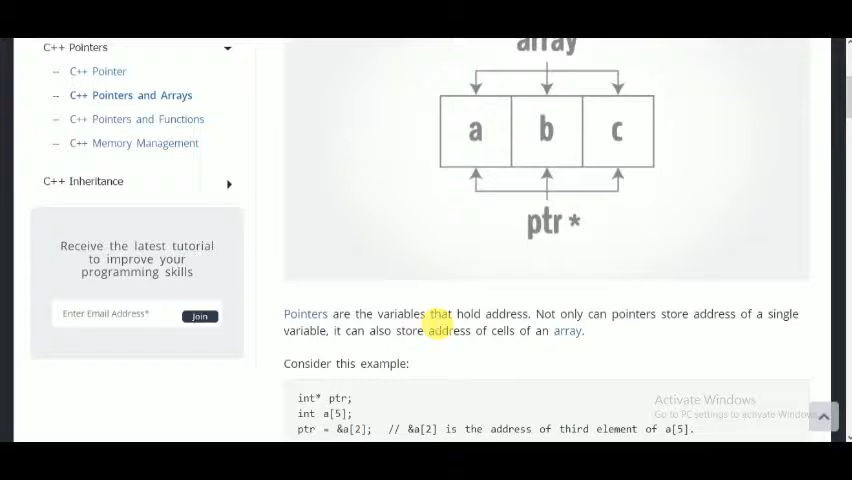 C++ Pointers
-- C++ Pointer
-- C++ Pointers and Arrays
-- C++ Pointers and Functions
-- C++ Memory Management
C++ Inheritance
Receive the latest tutorial
to improve your
programming skills
Enter Email Address*
Join
array
a b c
ptr *
Pointers are the variables that hold address. Not only can pointers store address of a single
variable, it can also store address of cells of an array.
Consider this example:
int* ptr;
int a[5];
ptr = &a[2]; // &a[2] is the address of third element of a[5].
Activate Windows
Go to PC settings to activate Windows.